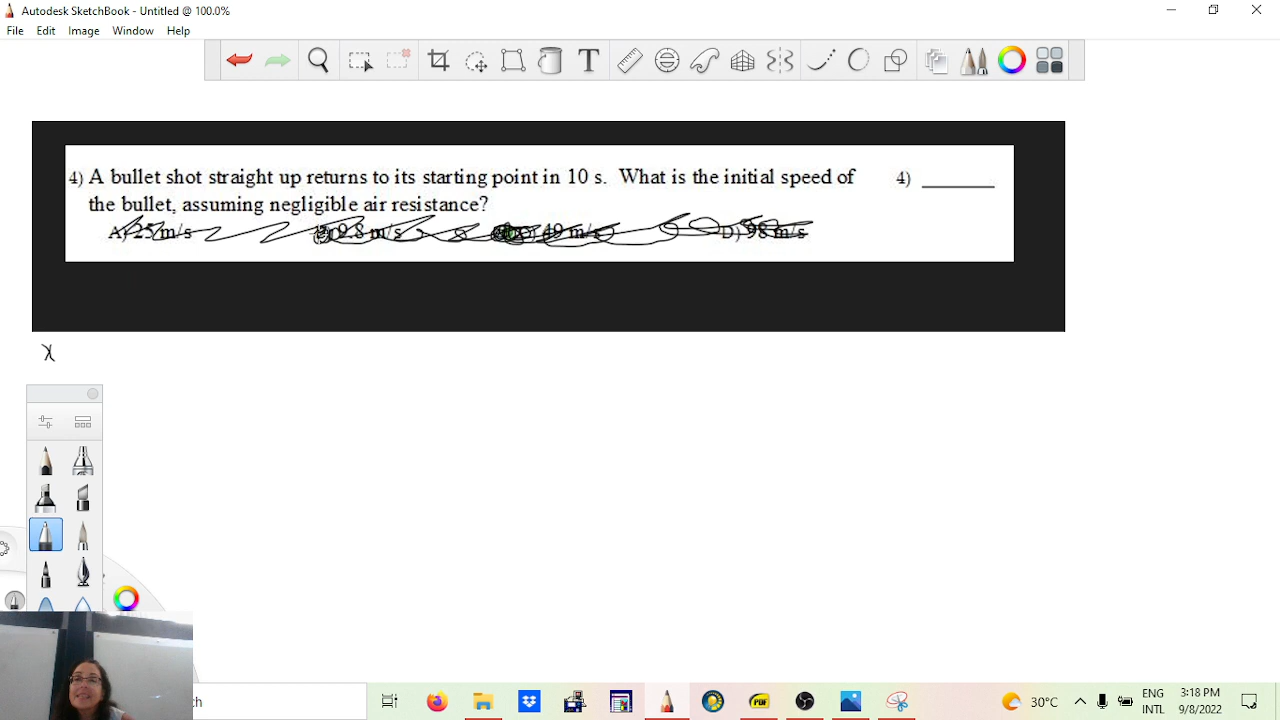 Autodesk SketchBook - Untitled @ 100.0%
File Edit Image Window Help
4) A bullet shot straight up returns to its starting point in 10 s. What is the initial speed of 4) ________
the bullet, assuming negligible air resistance?
A) 25 m/s 9.8 m/s 49 m/s D) 98 m/s
x
PDF
30°C
ENG
INTL
3:18 PM
9/8/2022